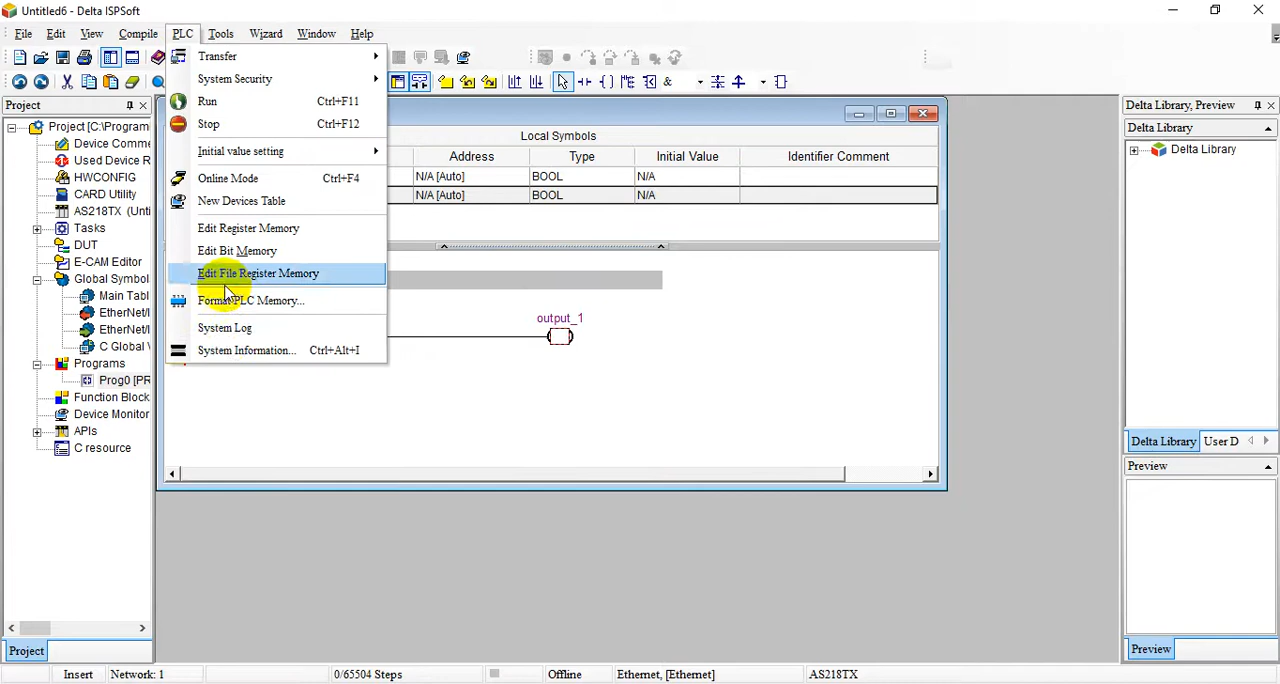 Untitled6 - Delta ISPSoft
File Edit View Compile PLC Tools Wizard Window Help
Transfer
System Security
Run Ctrl+F11
Stop Ctrl+F12
Initial value setting
Online Mode Ctrl+F4
New Devices Table
Edit Register Memory
Edit Bit Memory
Edit File Register Memory
Format PLC Memory...
System Log
System Information... Ctrl+Alt+I
&
Project
Project [C:\Program
Device Comme
Used Device R
HWCONFIG
CARD Utility
AS218TX (Unti
Tasks
DUT
E-CAM Editor
Global Symbol
Main Tabl
EtherNet/I
EtherNet/I
C Global V
Programs
Prog0 [PR
Function Block
Device Monitor
APIs
C resource
Project
Local Symbols
Address Type Initial Value Identifier Comment
N/A [Auto] BOOL N/A
N/A [Auto] BOOL N/A
output_1
Delta Library, Preview
Delta Library
Delta Library
Delta Library User D
Preview
Preview
Insert Network: 1 0/65504 Steps Offline Ethernet, [Ethernet] AS218TX